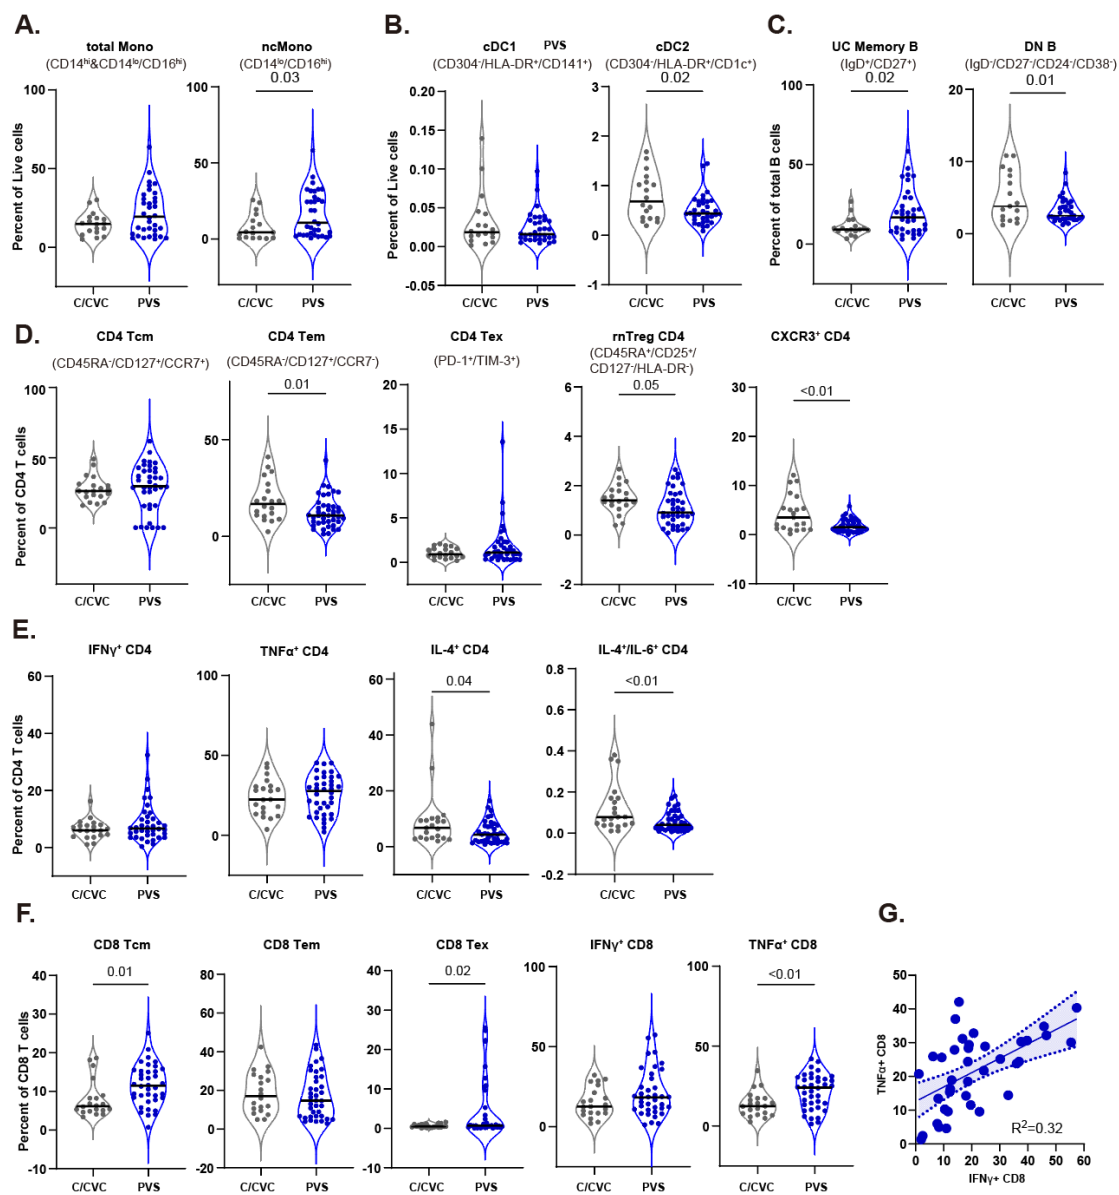 A.
B.
C.
total Mono
(CD14ʰⁱ&CD14ˡᵒ/CD16ʰⁱ)
ncMono
(CD14ˡᵒ/CD16ʰⁱ)
0.03
cDC1
PVS
(CD304⁻/HLA-DR⁺/CD141⁺)
cDC2
(CD304⁻/HLA-DR⁺/CD1c⁺)
0.02
UC Memory B
(IgD⁺/CD27⁺)
0.02
DN B
(IgD⁻/CD27⁻/CD24⁻/CD38⁻)
0.01
Percent of Live cells
100
50
0
C/CVC PVS
100
50
0
C/CVC PVS
Percent of Live cells
0.20
0.15
0.10
0.05
0.00
-0.05
C/CVC PVS
3
2
1
0
-1
C/CVC PVS
Percent of total B cells
100
50
0
C/CVC PVS
20
10
0
C/CVC PVS
D.
CD4 Tcm
(CD45RA⁻/CD127⁺/CCR7⁺)
CD4 Tem
(CD45RA⁻/CD127⁺/CCR7⁻)
0.01
CD4 Tex
(PD-1⁺/TIM-3⁺)
rnTreg CD4
(CD45RA⁺/CD25⁺/
CD127⁻/HLA-DR⁻)
0.05
CXCR3⁺ CD4
<0.01
Percent of CD4 T cells
100
50
0
C/CVC PVS
50
0
C/CVC PVS
20
15
10
5
0
C/CVC PVS
6
4
2
0
-2
C/CVC PVS
30
20
10
0
-10
C/CVC PVS
E.
IFNγ⁺ CD4
TNFα⁺ CD4
IL-4⁺ CD4
0.04
IL-4⁺/IL-6⁺ CD4
<0.01
Percent of CD4 T cells
60
40
20
0
C/CVC PVS
100
50
0
C/CVC PVS
60
40
20
0
C/CVC PVS
0.8
0.6
0.4
0.2
0.0
-0.2
C/CVC PVS
F.
CD8 Tcm
0.01
CD8 Tem
CD8 Tex
0.02
IFNγ⁺ CD8
TNFα⁺ CD8
<0.01
Percent of CD8 T cells
40
30
20
10
0
-10
C/CVC PVS
80
60
40
20
0
-20
C/CVC PVS
40
30
20
10
0
-10
C/CVC PVS
100
50
0
C/CVC PVS
100
50
0
C/CVC PVS
G.
TNFα+ CD8
50
40
30
20
10
0
R²=0.32
0 10 20 30 40 50 60
IFNγ+ CD8